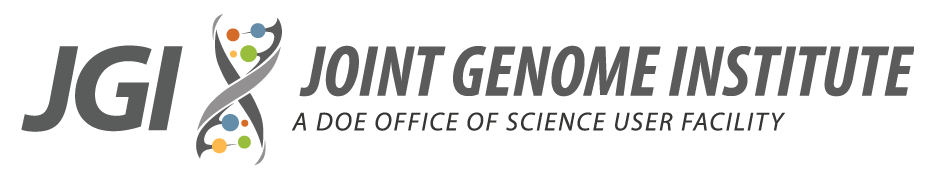 JGI
JOINT GENOME INSTITUTE
A DOE OFFICE OF SCIENCE USER FACILITY